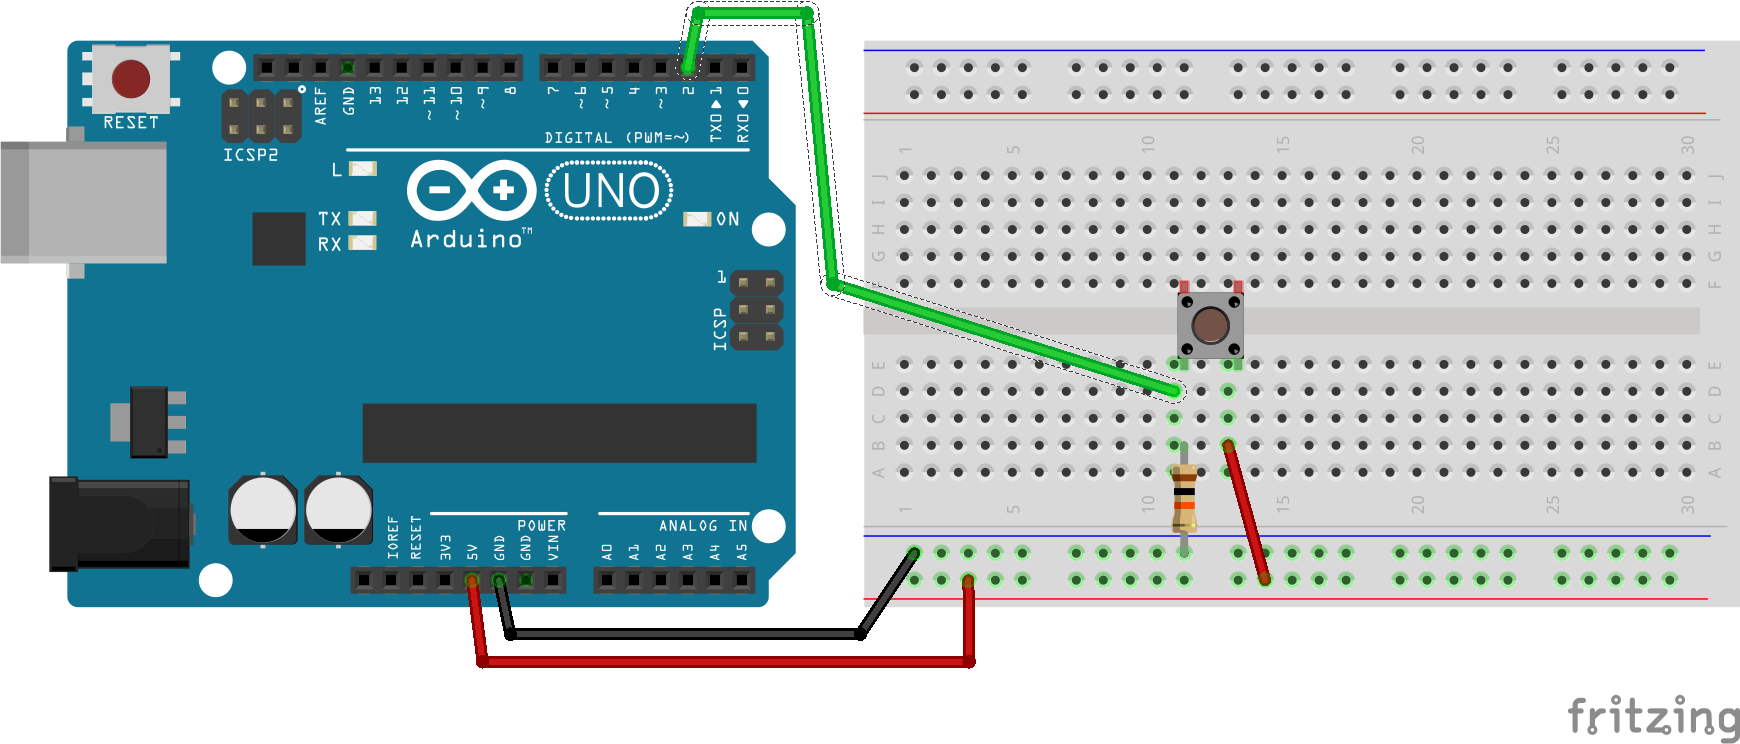 RESET
ICSP2
AREF
GND
13
12
~11
~10
~9
8
7
~6
~5
4
~3
2
TX0▶1
RX0◀0
DIGITAL (PWM=~)
L
TX
RX
UNO
Arduino™
ON
1
ICSP
IOREF
RESET
3V3
5V
GND
GND
VIN
POWER
ANALOG IN
A0
A1
A2
A3
A4
A5
1 5 10 15 20 25 30
J J
I I
H H
G G
F
E E
D D
C C
B B
A A
1 10 15 20 25 30
5
fritzing